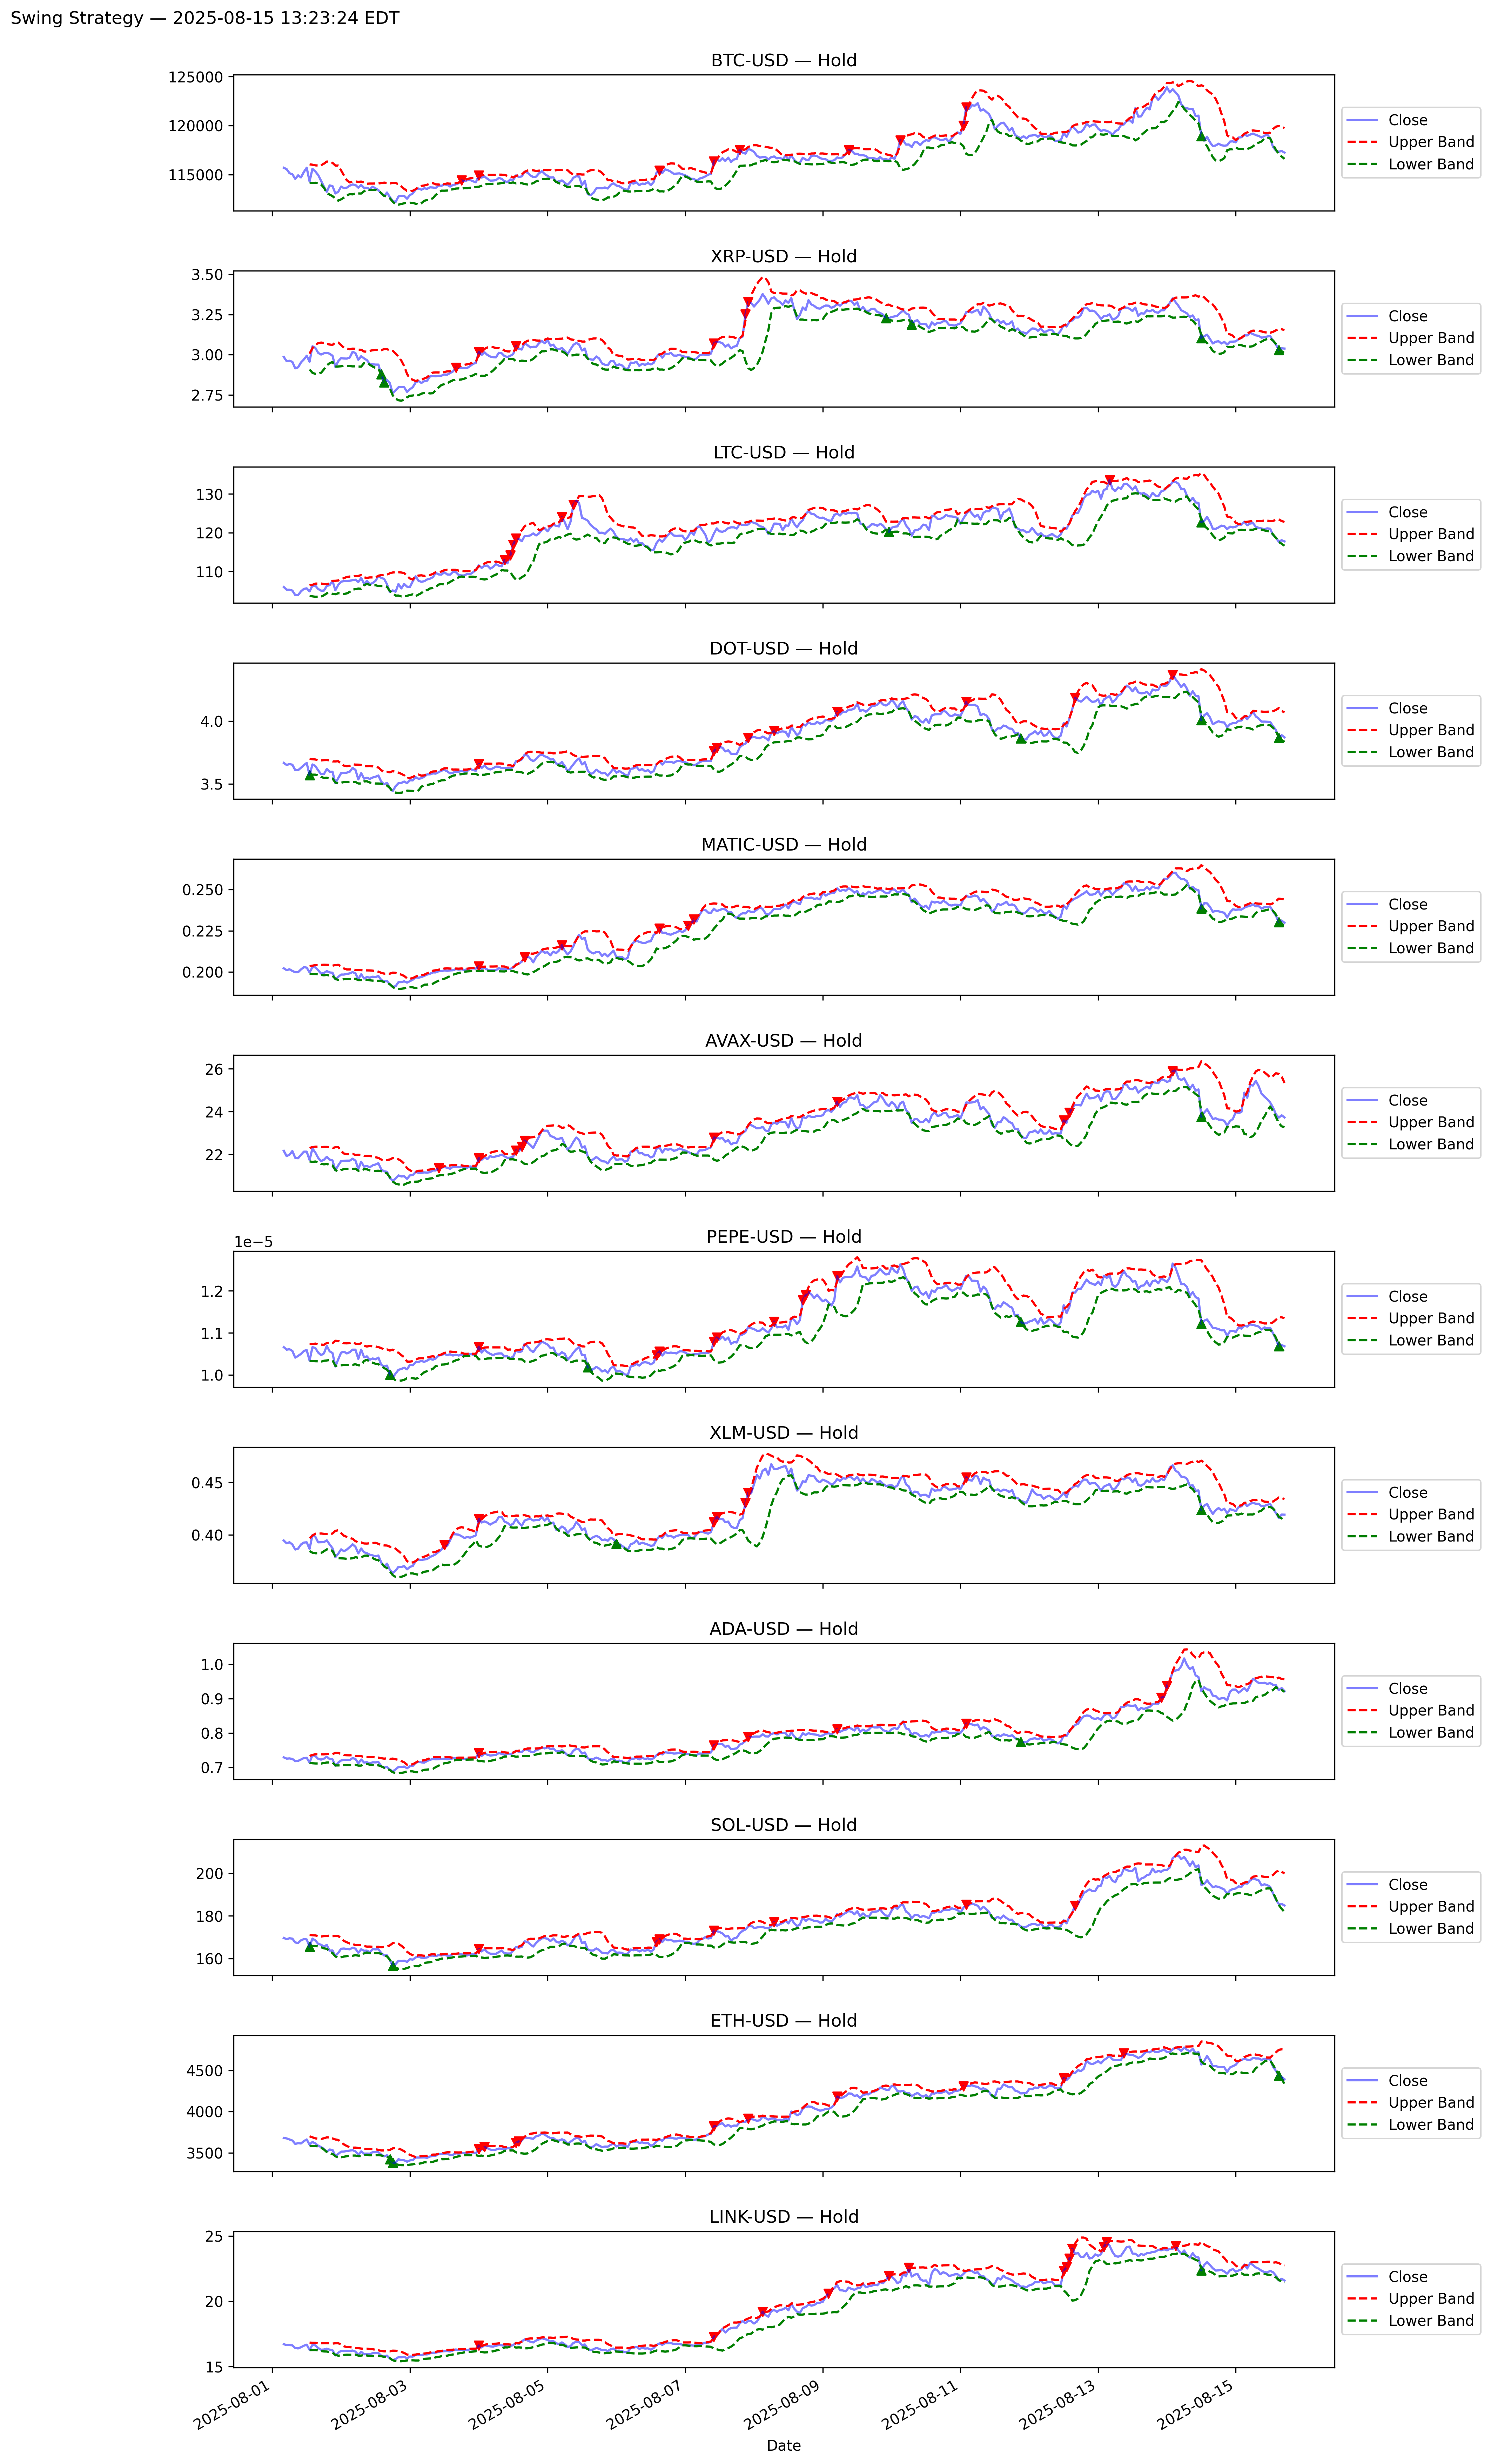 Swing Strategy — 2025-08-15 13:23:24 EDT
BTC-USD — Hold
125000
120000
115000
Close
Upper Band
Lower Band
XRP-USD — Hold
3.50
3.25
3.00
2.75
Close
Upper Band
Lower Band
LTC-USD — Hold
130
120
110
Close
Upper Band
Lower Band
DOT-USD — Hold
4.0
3.5
Close
Upper Band
Lower Band
MATIC-USD — Hold
0.250
0.225
0.200
Close
Upper Band
Lower Band
AVAX-USD — Hold
26
24
22
Close
Upper Band
Lower Band
PEPE-USD — Hold
1e−5
1.2
1.1
1.0
Close
Upper Band
Lower Band
XLM-USD — Hold
0.45
0.40
Close
Upper Band
Lower Band
ADA-USD — Hold
1.0
0.9
0.8
0.7
Close
Upper Band
Lower Band
SOL-USD — Hold
200
180
160
Close
Upper Band
Lower Band
ETH-USD — Hold
4500
4000
3500
Close
Upper Band
Lower Band
LINK-USD — Hold
25
20
15
Close
Upper Band
Lower Band
2025-08-01
2025-08-03
2025-08-05
2025-08-07
2025-08-09
2025-08-11
2025-08-13
2025-08-15
Date